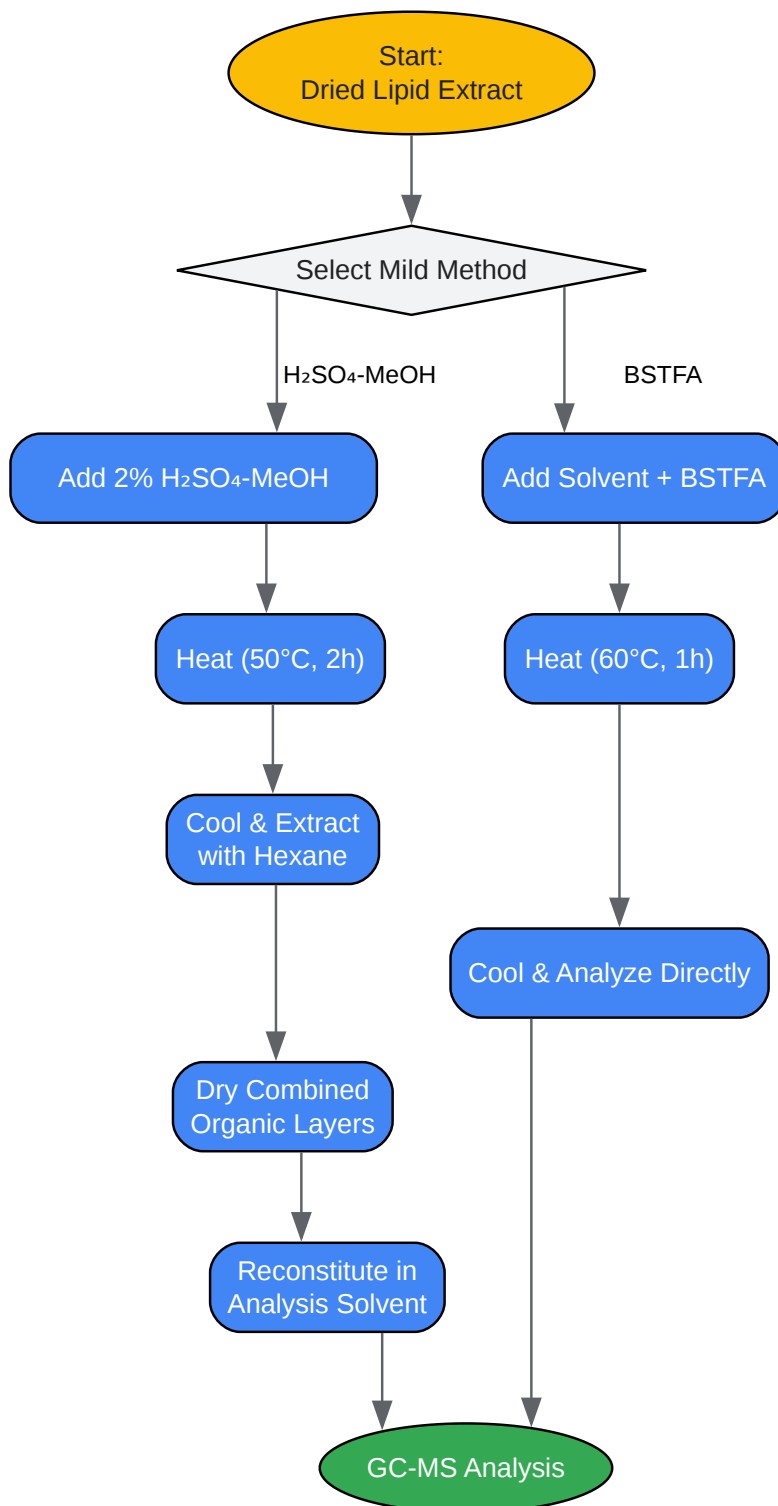 Start:
Dried Lipid Extract
Select Mild Method
H₂SO₄-MeOH
BSTFA
Add 2% H₂SO₄-MeOH
Add Solvent + BSTFA
Heat (50°C, 2h)
Heat (60°C, 1h)
Cool & Extract
with Hexane
Cool & Analyze Directly
Dry Combined
Organic Layers
Reconstitute in
Analysis Solvent
GC-MS Analysis